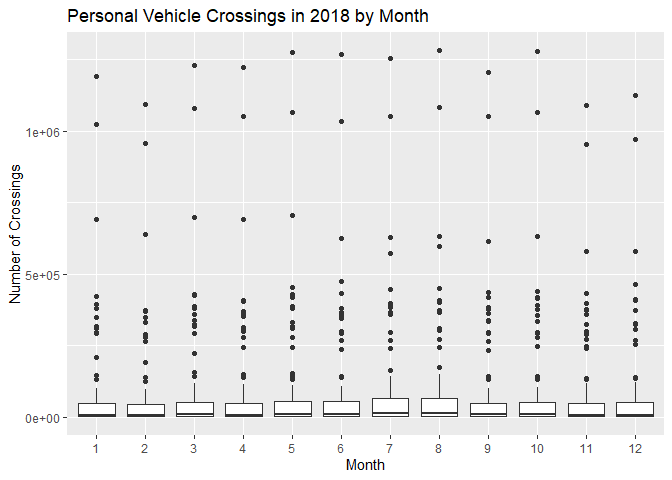 Personal Vehicle Crossings in 2018 by Month
Number of Crossings
1e+06
5e+05
0e+00
1 2 3 4 5 6 7 8 9 10 11 12
Month